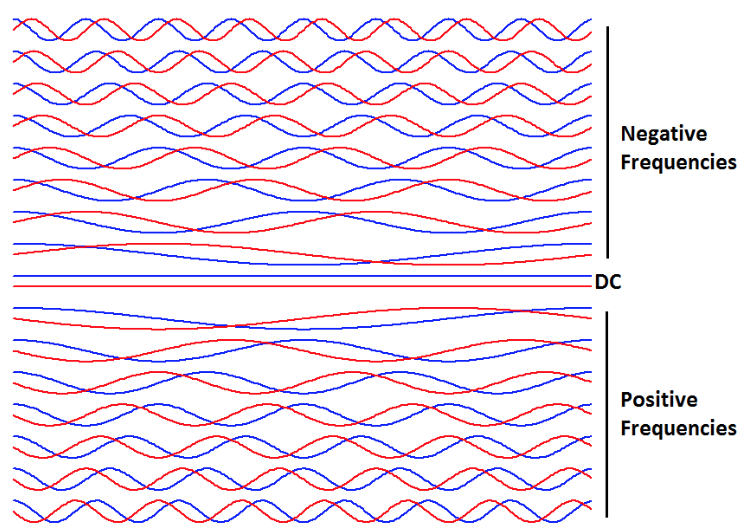 Negative
Frequencies
DC
Positive
Frequencies